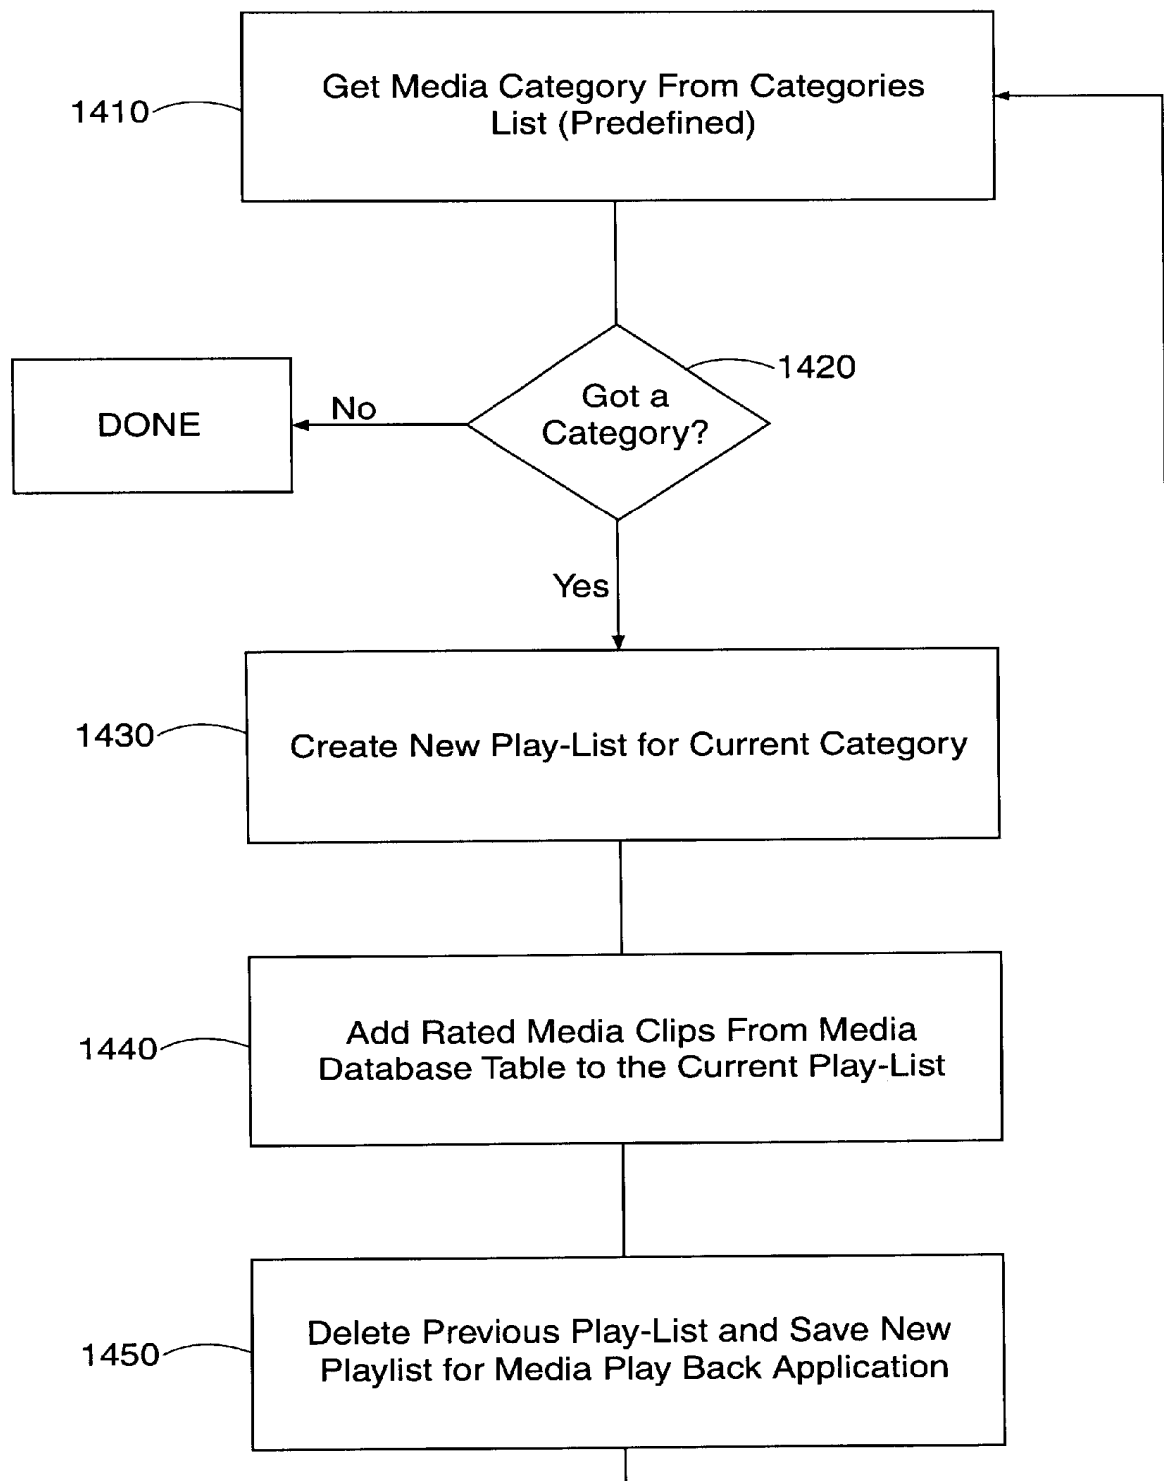 Get Media Category From Categories
List (Predefined)
1410
1420
Got a
Category?
No
DONE
Yes
1430
Create New Play-List for Current Category
1440
Add Rated Media Clips From Media
Database Table to the Current Play-List
1450
Delete Previous Play-List and Save New
Playlist for Media Play Back Application